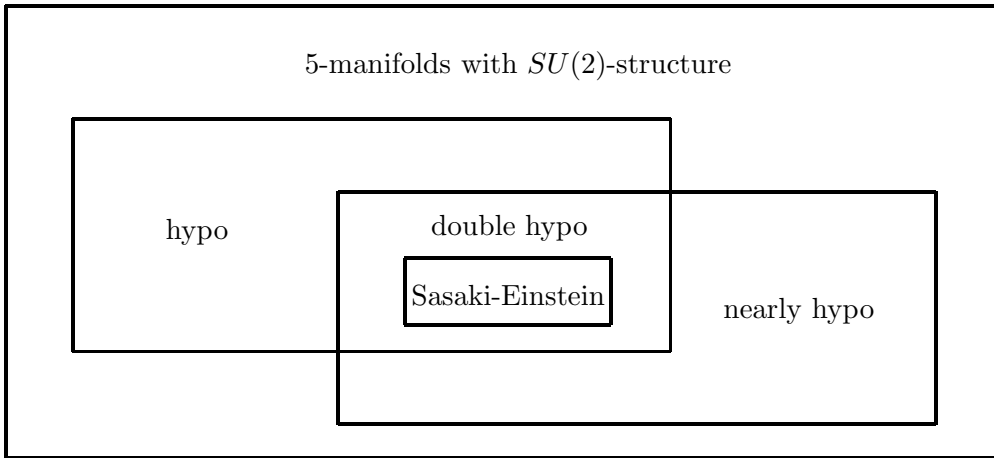 5-manifolds with SU(2)-structure
double hypo
hypo
Sasaki-Einstein
nearly hypo